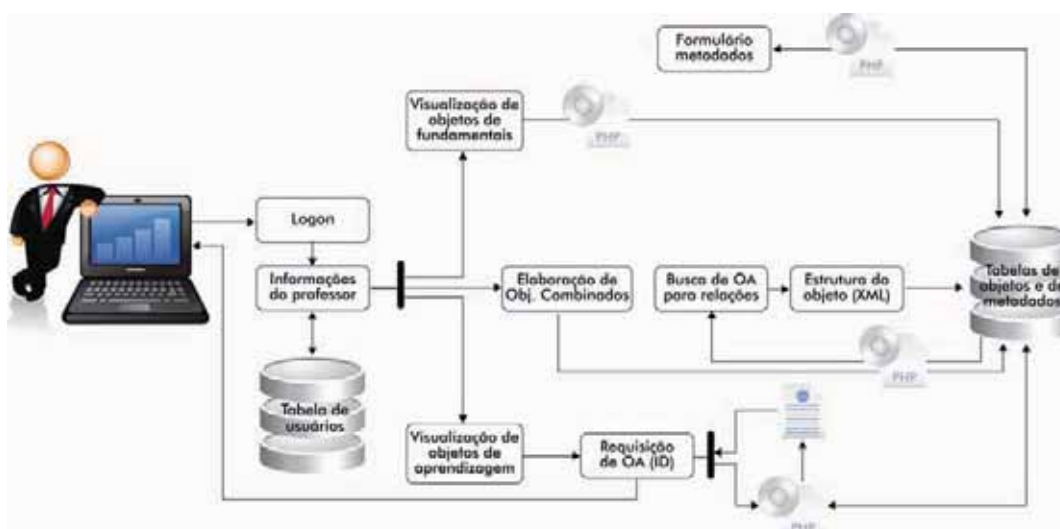 Formulário
metadados
PHP
Visualização de
objetos de
fundamentais
PHP
Logon
Informações
do professor
Elaboração de
Obj. Combinados
Busca de OA
para relações
Estrutura do
objeto (XML)
Tabelas de
objetos e de
metadados
PHP
Tabela de
usuários
Visualização de
objetos de
aprendizagem
Requisição
de OA (ID)
PHP